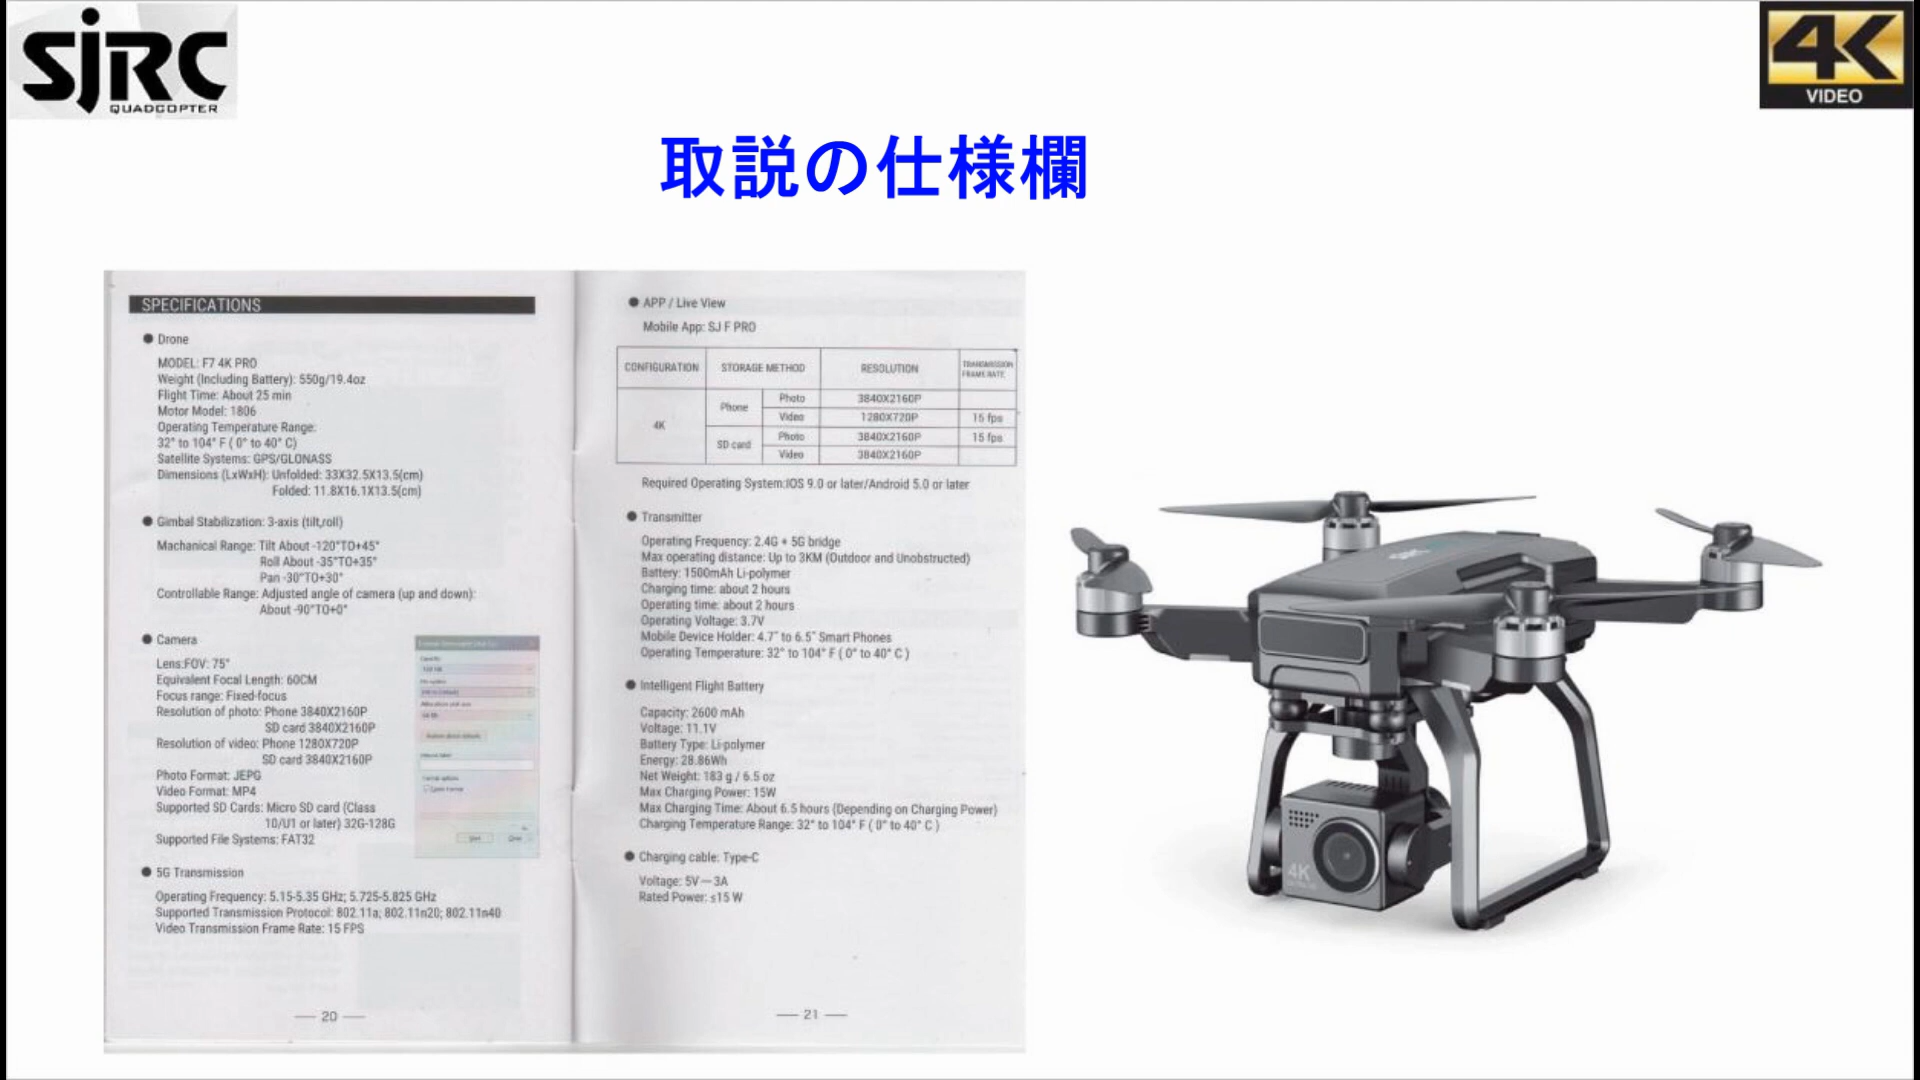 SJRC
QUADCOPTER
4K
VIDEO
取説の仕様欄
SPECIFICATIONS
● Drone
MODEL: F7 4K PRO
Weight (Including Battery): 550g/19.4oz
Flight Time: About 25 min
Motor Model: 1806
Operating Temperature Range:
32° to 104° F ( 0° to 40° C)
Satellite Systems: GPS/GLONASS
Dimensions (LxWxH): Unfolded: 33X32.5X13.5(cm)
Folded: 11.8X16.1X13.5(cm)
● Gimbal Stabilization: 3-axis (tilt,roll)
Machanical Range: Tilt About -120°TO+45°
Roll About -35°TO+35°
Pan -30°TO+30°
Controllable Range: Adjusted angle of camera (up and down):
About -90°TO+0°
● Camera
Lens:FOV: 75°
Equivalent Focal Length: 60CM
Focus range: Fixed-focus
Resolution of photo: Phone 3840X2160P
SD card 3840X2160P
Resolution of video: Phone 1280X720P
SD card 3840X2160P
Photo Format: JEPG
Video Format: MP4
Supported SD Cards: Micro SD card (Class
10/U1 or later) 32G-128G
Supported File Systems: FAT32
● 5G Transmission
Operating Frequency: 5.15-5.35 GHz; 5.725-5.825 GHz
Supported Transmission Protocol: 802.11a; 802.11n20; 802.11n40
Video Transmission Frame Rate: 15 FPS
— 20 —
● APP / Live View
Mobile App: SJ F PRO
CONFIGURATION STORAGE METHOD RESOLUTION TRANSMISSION FRAME RATE
4K Phone Photo 3840X2160P
Video 1280X720P 15 fps
SD card Photo 3840X2160P 15 fps
Video 3840X2160P
Required Operating System:IOS 9.0 or later/Android 5.0 or later
● Transmitter
Operating Frequency: 2.4G + 5G bridge
Max operating distance: Up to 3KM (Outdoor and Unobstructed)
Battery: 1500mAh Li-polymer
Charging time: about 2 hours
Operating time: about 2 hours
Operating Voltage: 3.7V
Mobile Device Holder: 4.7" to 6.5" Smart Phones
Operating Temperature: 32° to 104° F ( 0° to 40° C )
● Intelligent Flight Battery
Capacity: 2600 mAh
Voltage: 11.1V
Battery Type: Li-polymer
Energy: 28.86Wh
Net Weight: 183 g / 6.5 oz
Max Charging Power: 15W
Max Charging Time: About 6.5 hours (Depending on Charging Power)
Charging Temperature Range: 32° to 104° F ( 0° to 40° C )
● Charging cable: Type-C
Voltage: 5V — 3A
Rated Power: ≤15 W
— 21 —
SJRC
4K